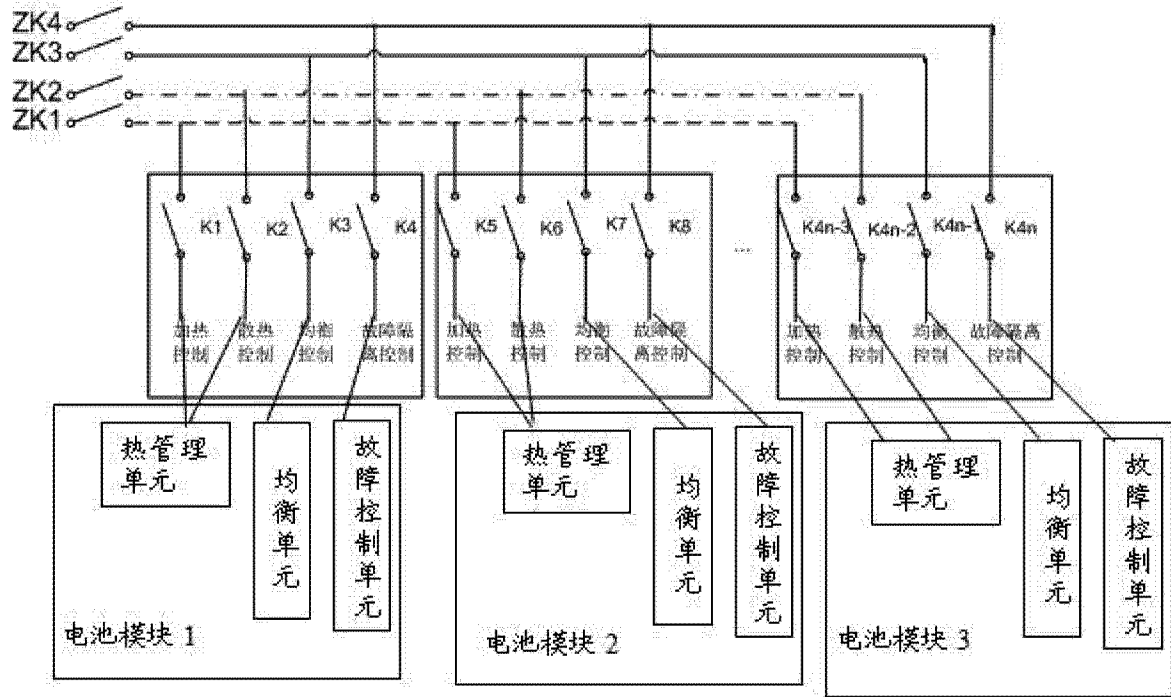 ZK4
ZK3
ZK2
ZK1
K1
K2
K3
K4
K5
K6
K7
K8
...
K4n-3
K4n-2
K4n-1
K4n
加热
控制
散热
控制
均衡
控制
故障隔
离控制
加热
控制
散热
控制
均衡
控制
故障隔
离控制
加热
控制
散热
控制
均衡
控制
故障隔离
控制
热管理
单元
均衡单元
故障控制单元
电池模块 1
热管理
单元
均衡单元
故障控制单元
电池模块 2
热管理
单元
均衡单元
故障控制单元
电池模块 3